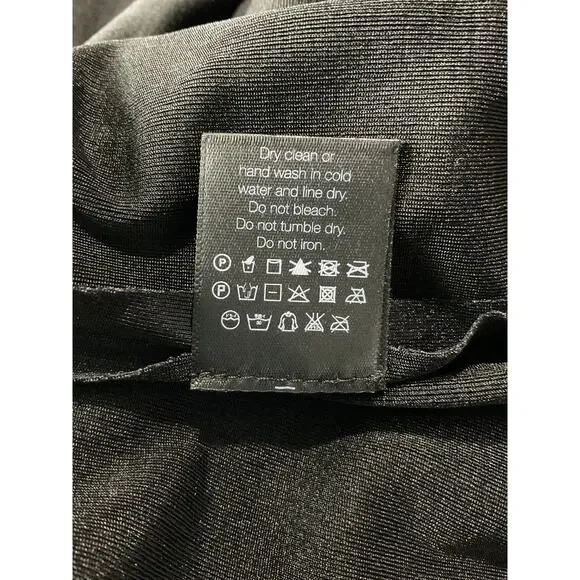 Dry clean or
hand wash in cold
water and line dry.
Do not bleach.
Do not tumble dry.
Do not iron.
P
P